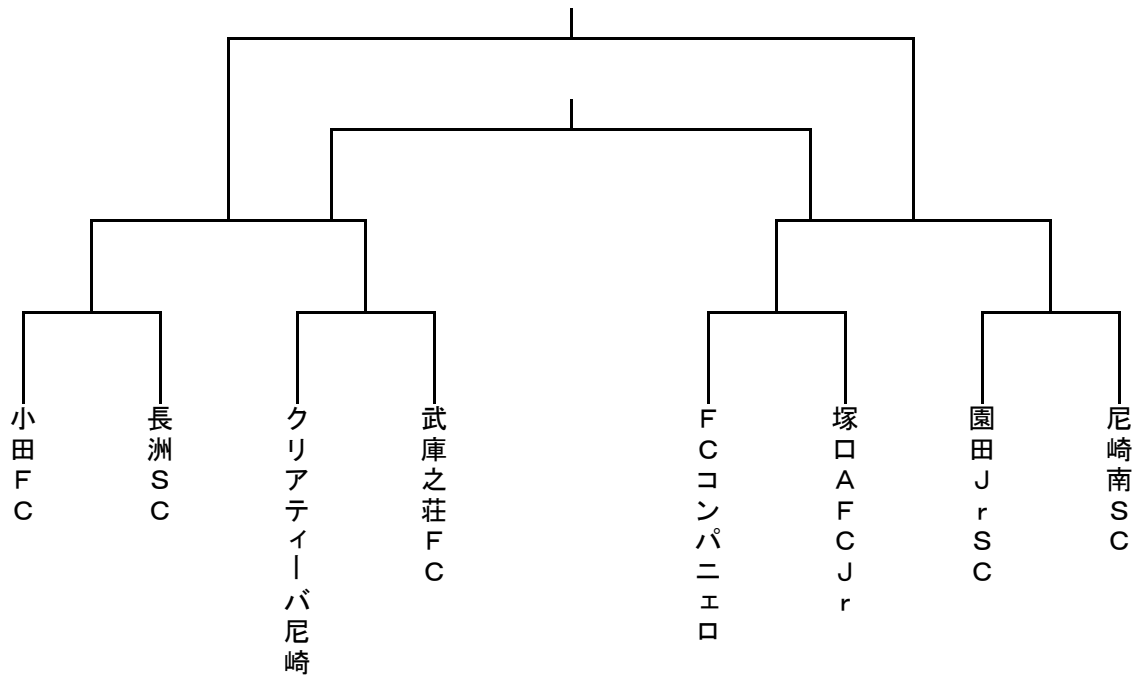 小田ＦＣ
長洲ＳＣ
クリアティーバ尼崎
武庫之荘ＦＣ
ＦＣコンパニェロ
塚口ＡＦＣＪｒ
園田ＪｒＳＣ
尼崎南ＳＣ